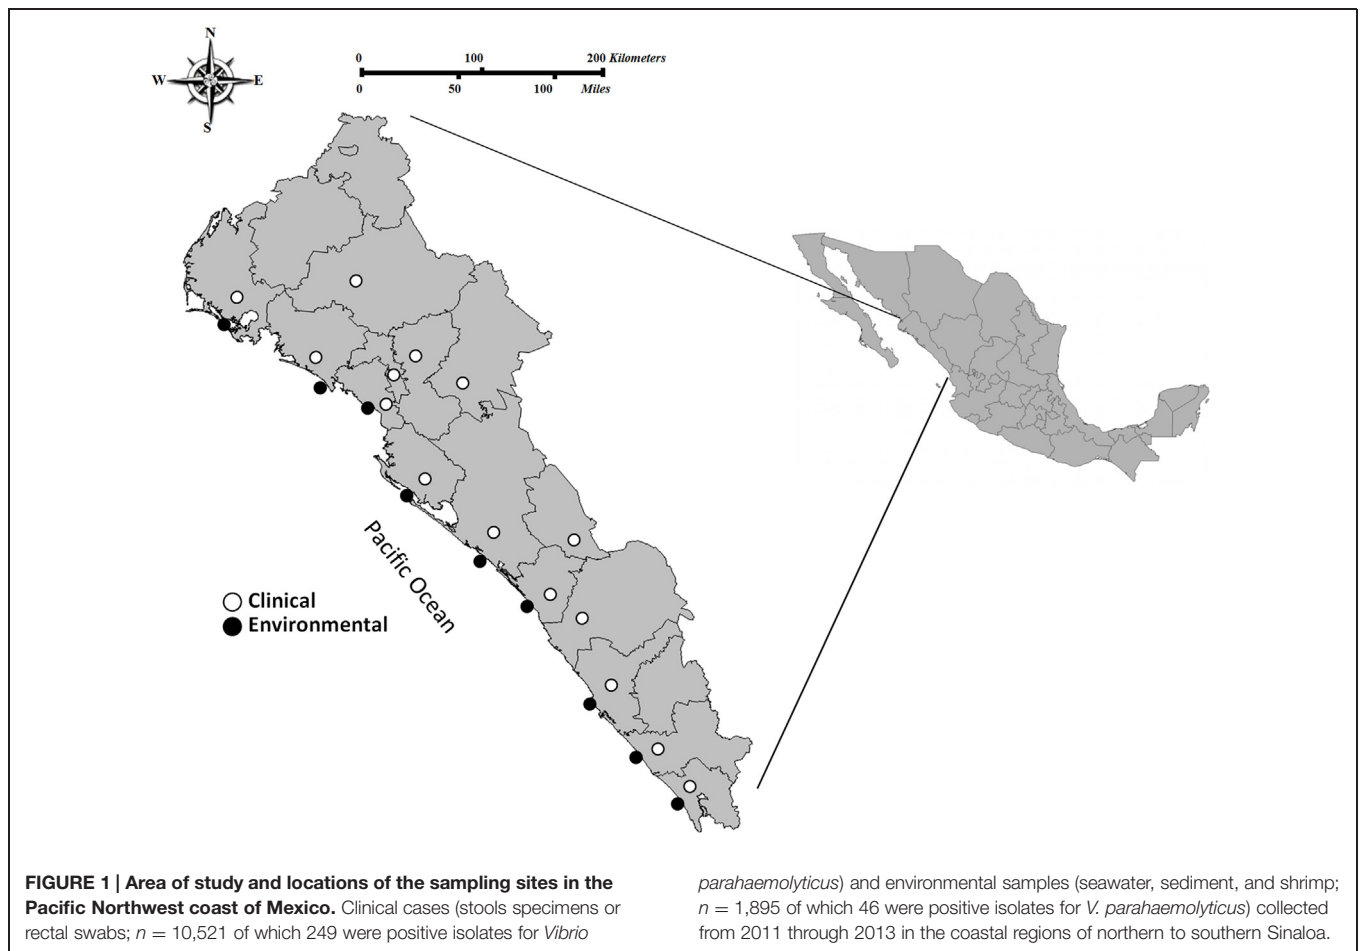 N
W E
S
0 100 200 Kilometers
0 50 100 Miles
Pacific Ocean
Clinical
Environmental
FIGURE 1 | Area of study and locations of the sampling sites in the
Pacific Northwest coast of Mexico. Clinical cases (stools specimens or
rectal swabs; n = 10,521 of which 249 were positive isolates for Vibrio
parahaemolyticus) and environmental samples (seawater, sediment, and shrimp;
n = 1,895 of which 46 were positive isolates for V. parahaemolyticus) collected
from 2011 through 2013 in the coastal regions of northern to southern Sinaloa.